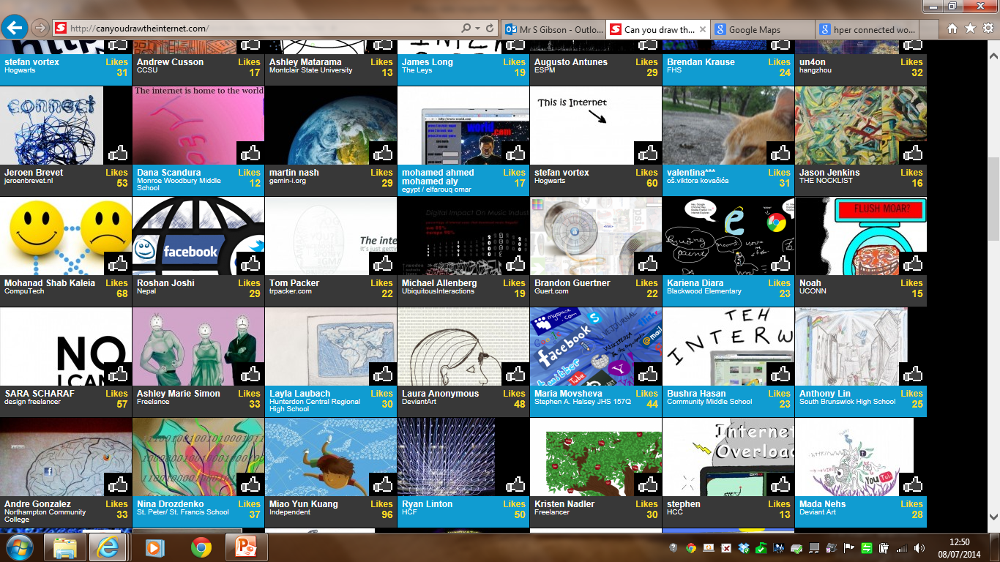 http://canyoudrawtheinternet.com/
Mr S Gibson - Outlo...
Can you draw th...
Google Maps
hper connected wo...
stefan vortex Likes
Hogwarts 31
Andrew Cusson Likes
CCSU 17
Ashley Matarama Likes
Montclair State University 13
James Long Likes
The Leys 19
Augusto Antunes Likes
ESPM 29
Brendan Krause Likes
FHS 24
un4on Likes
hangzhou 32
connect
The internet is home to the world
http://www.world.com
world.com
This is Internet
Jeroen Brevet Likes
jeroenbrevet.nl 53
Dana Scandura Likes
Monroe Woodbury Middle School 12
martin nash Likes
gemin-i.org 29
mohamed ahmed mohamed aly Likes
egypt / elfarouq omar 17
stefan vortex Likes
Hogwarts 60
valentina*** Likes
oš.viktora kovačića 31
Jason Jenkins Likes
THE NOCKLIST 16
facebook
The inte
It's just gettin
Digital Impact On Music Indust
FLUSH MOAR?
Mohanad Shab Kaleia Likes
CompuTech 68
Roshan Joshi Likes
Nepal 29
Tom Packer Likes
trpacker.com 22
Michael Allenberg Likes
UbiquitousInteractions 19
Brandon Guertner Likes
Guert.com 22
Kariena Diara Likes
Blackwood Elementary 23
Noah Likes
UCONN 15
NO
I CAN
myspace.com
facebook
twitter
TEH
INTERW
SARA SCHARAF Likes
design freelancer 57
Ashley Marie Simon Likes
Freelance 33
Layla Laubach Likes
Hunterdon Central Regional High School 30
Laura Anonymous Likes
DeviantArt 48
Maria Movsheva Likes
Stephen A. Halsey JHS 157Q 44
Bushra Hasan Likes
Community Middle School 23
Anthony Lin Likes
South Brunswick High School 25
Internet
Overload
YOU Tub
Andre Gonzalez Likes
Northampton Community College 33
Nina Drozdenko Likes
St. Peter/ St. Francis School 37
Miao Yun Kuang Likes
Independent 96
Ryan Linton Likes
HCF 50
Kristen Nadler Likes
Freelancer 30
stephen Likes
HCC 13
Mada Nehs Likes
Deviant Art 28
12:50
08/07/2014